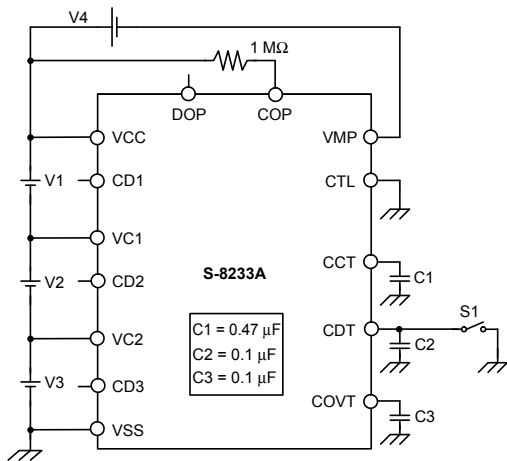 V4
1 MΩ
DOP
COP
VCC
VMP
V1
CD1
CTL
VC1
S-8233A
CCT
C1
V2
CD2
C1 = 0.47 μF
C2 = 0.1 μF
C3 = 0.1 μF
CDT
S1
C2
VC2
V3
CD3
COVT
C3
VSS